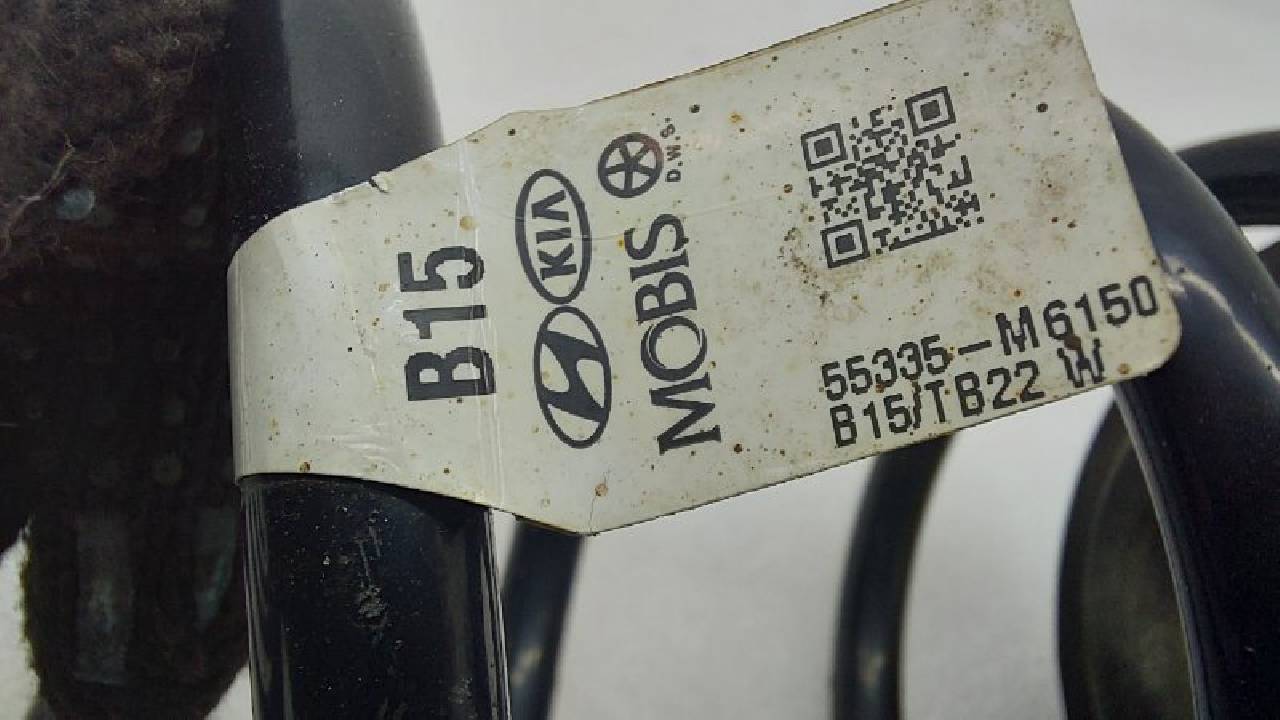 B15
KIA
MOBIS
D.W.S.
55335-M6150
B15/TB22 W